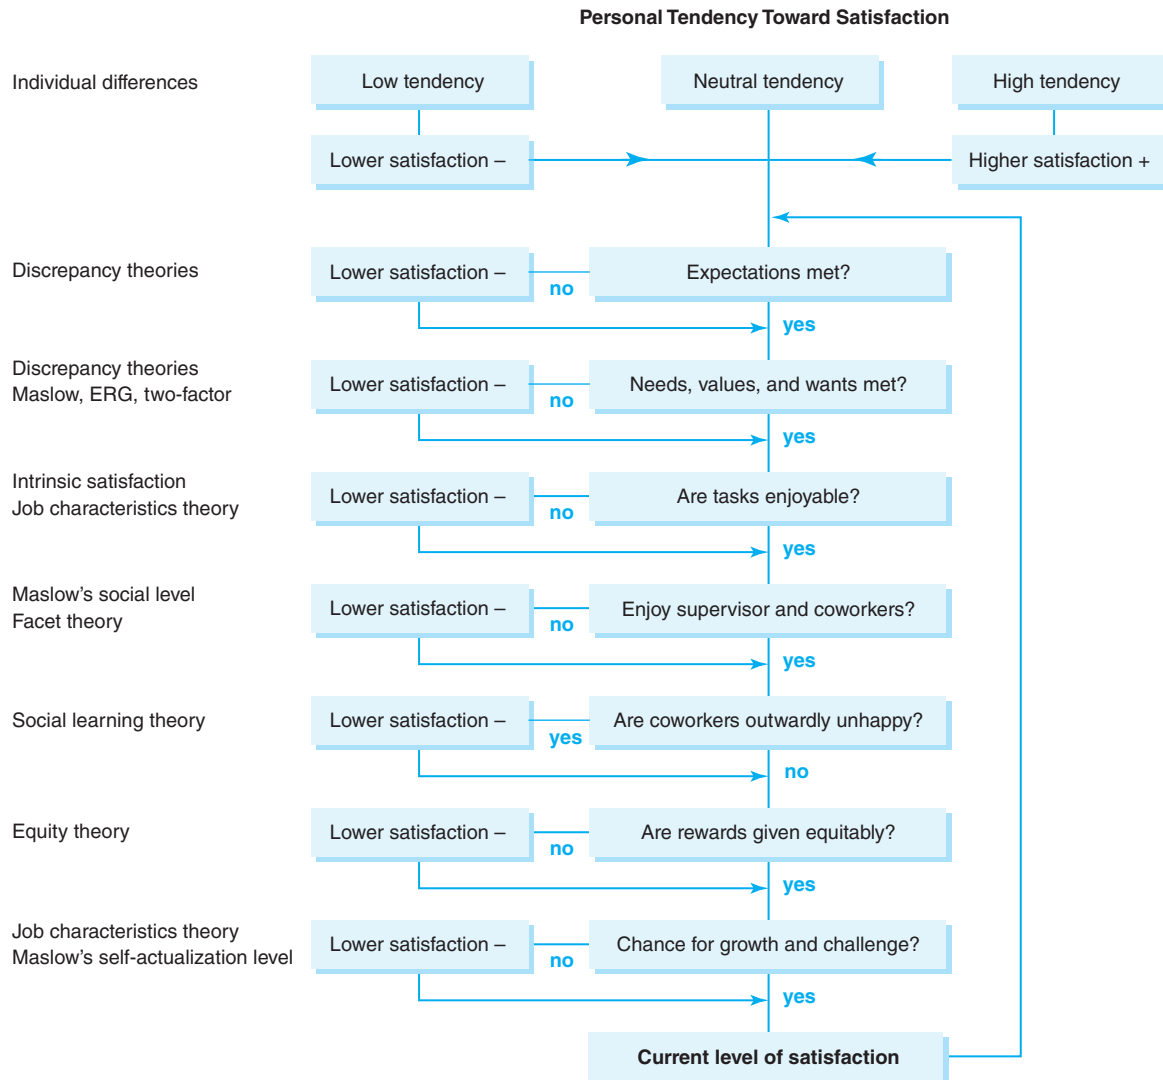 Personal Tendency Toward Satisfaction
Individual differences
Low tendency
Neutral tendency
High tendency
Lower satisfaction –
Higher satisfaction +
Discrepancy theories
Lower satisfaction –
no
Expectations met?
yes
Discrepancy theories
Maslow, ERG, two-factor
Lower satisfaction –
no
Needs, values, and wants met?
yes
Intrinsic satisfaction
Job characteristics theory
Lower satisfaction –
no
Are tasks enjoyable?
yes
Maslow’s social level
Facet theory
Lower satisfaction –
no
Enjoy supervisor and coworkers?
yes
Social learning theory
Lower satisfaction –
yes
Are coworkers outwardly unhappy?
no
Equity theory
Lower satisfaction –
no
Are rewards given equitably?
yes
Job characteristics theory
Maslow’s self-actualization level
Lower satisfaction –
no
Chance for growth and challenge?
yes
Current level of satisfaction